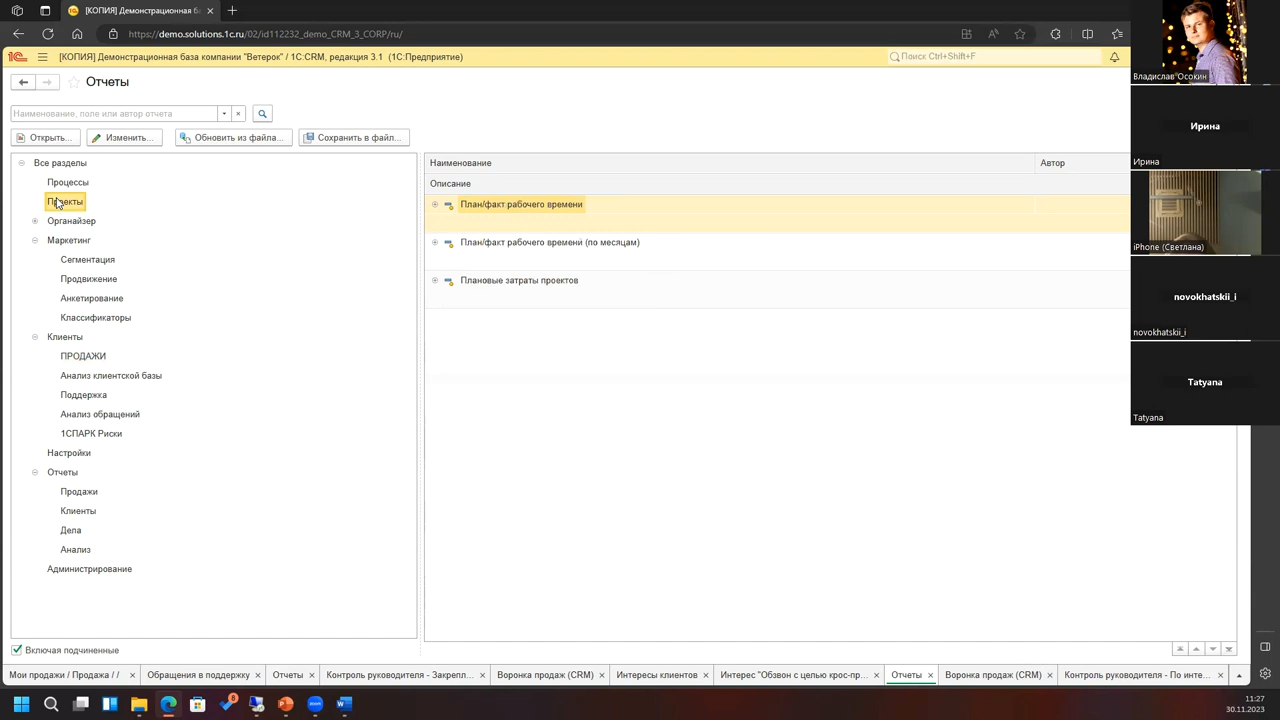 [КОПИЯ] Демонстрационная ба
https://demo.solutions.1c.ru/02/id112232_demo_CRM_3_CORP/ru/
[КОПИЯ] Демонстрационная база компании "Ветерок" / 1С:CRM, редакция 3.1 (1С:Предприятие)
Поиск Ctrl+Shift+F
Отчеты
Наименование, поле или автор отчета
Открыть...
Изменить...
Обновить из файла...
Сохранить в файл...
Все разделы
Процессы
Проекты
Органайзер
Маркетинг
Сегментация
Продвижение
Анкетирование
Классификаторы
Клиенты
ПРОДАЖИ
Анализ клиентской базы
Поддержка
Анализ обращений
1СПАРК Риски
Настройки
Отчеты
Продажи
Клиенты
Дела
Анализ
Администрирование
Включая подчиненные
Наименование
Автор
Описание
План/факт рабочего времени
План/факт рабочего времени (по месяцам)
Плановые затраты проектов
Владислав Осокин
Ирина
Ирина
iPhone (Светлана)
novokhatskii_i
novokhatskii_i
Tatyana
Tatyana
Мои продажи / Продажа / /
Обращения в поддержку
Отчеты
Контроль руководителя - Закрепл...
Воронка продаж (CRM)
Интересы клиентов
Интерес "Обзвон с целью крос-пр...
Отчеты
Воронка продаж (CRM)
Контроль руководителя - По инте...
8
11:27
30.11.2023